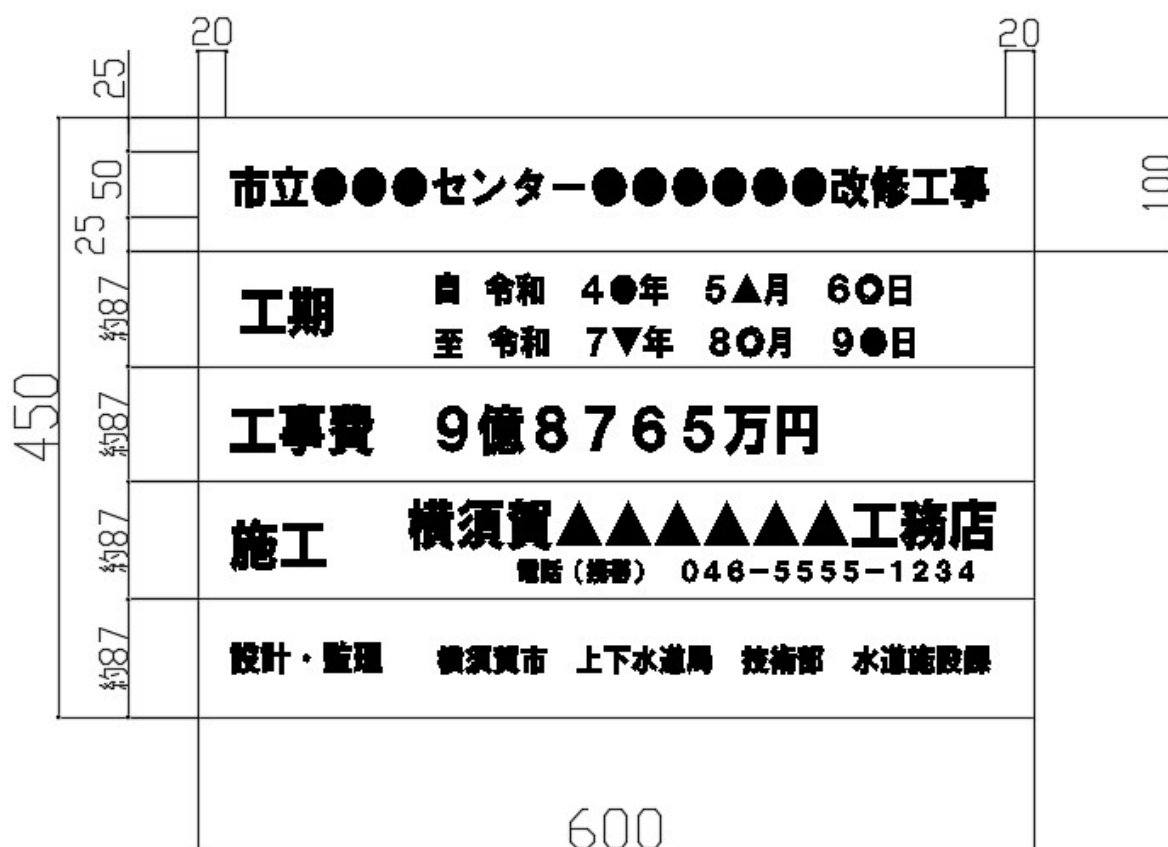 20 20
25
50
25
100
市立●●●センター●●●●●●改修工事
約87
工期 自 令和 4●年 5▲月 6○日
至 令和 7▼年 8○月 9●日
450
約87
工事費 9億8765万円
約87
施工 横須賀▲▲▲▲▲▲工務店
電話(携帯) 046-5555-1234
約87
設計・監理 横須賀市 上下水道局 技術部 水道施設課
600